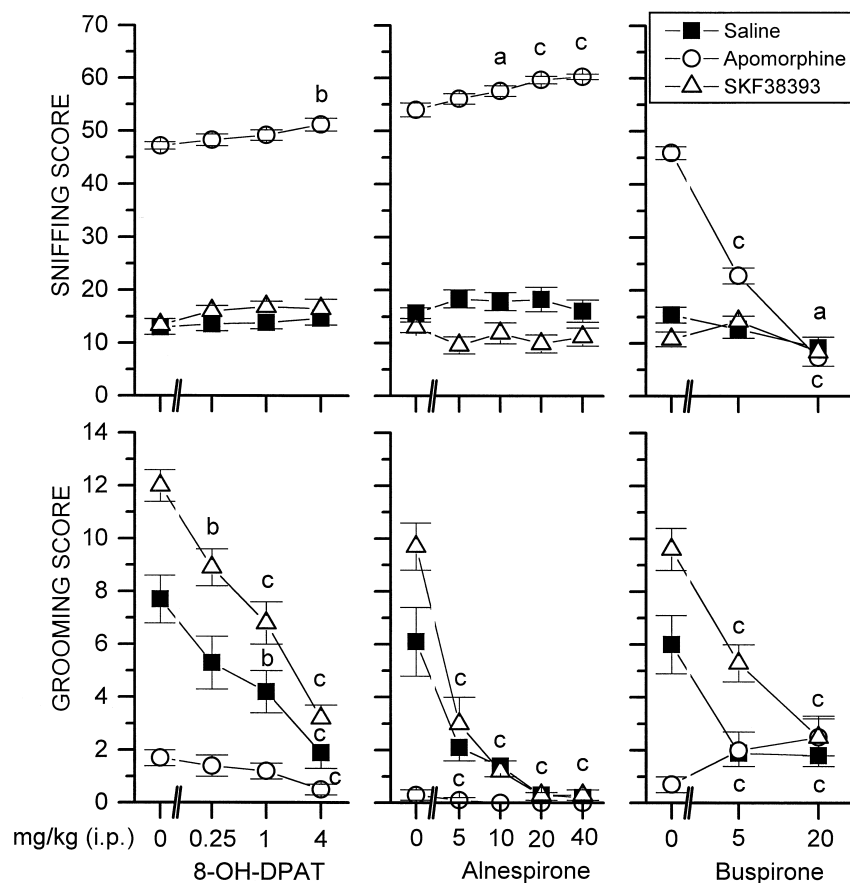 70
60
50
40
30
20
10
0
SNIFFING SCORE
b
a c c
c
a
c
Saline
Apomorphine
SKF38393
14
12
10
8
6
4
2
0
GROOMING SCORE
b
c
b
c
c
c
c
c
c
c
c
c
c
c
c
mg/kg (i.p.) 0 0.25 1 4 0 5 10 20 40 0 5 20
8-OH-DPAT Alnespirone Buspirone